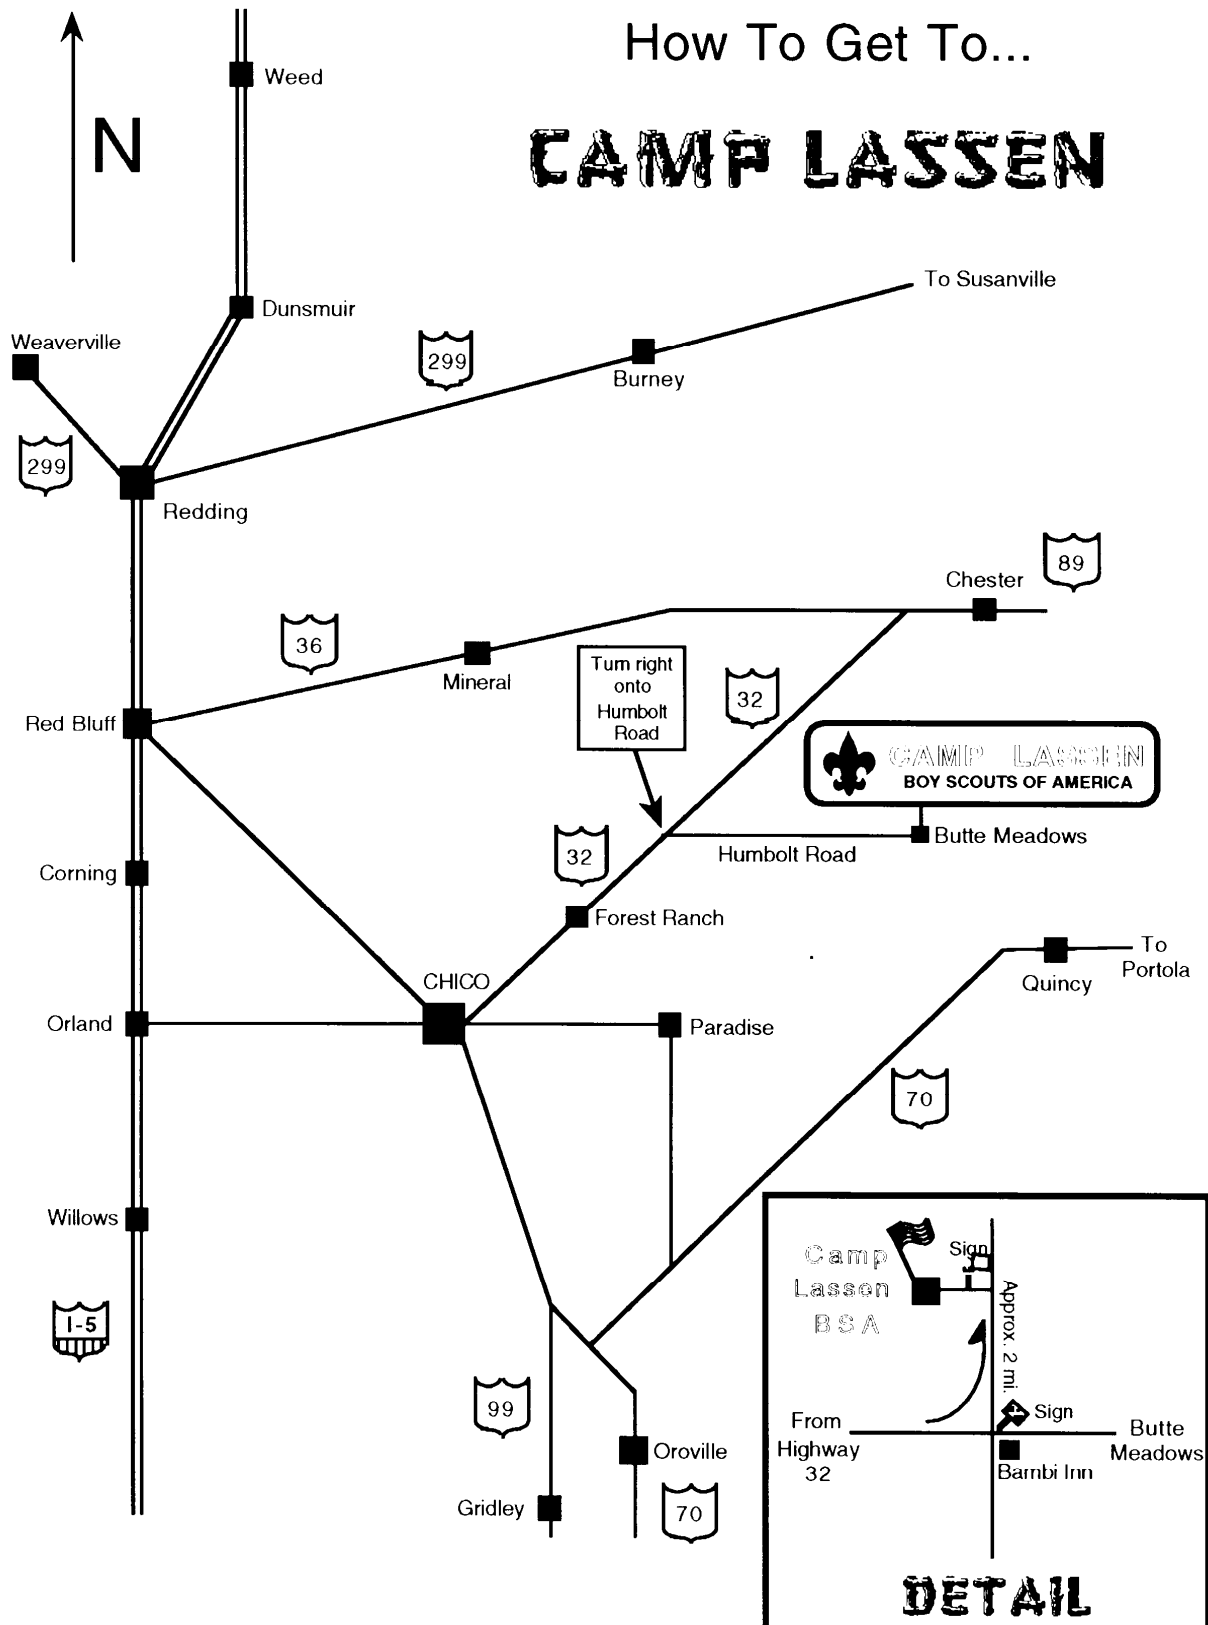 How To Get To...
CAMP LASSEN
N
Weed
Dunsmuir
To Susanville
Weaverville
299
Burney
299
Redding
89
Chester
36
Mineral
Turn right
onto
Humbolt
Road
32
Red Bluff
CAMP LASSEN
BOY SCOUTS OF AMERICA
Butte Meadows
Humbolt Road
32
Corning
Forest Ranch
To
Portola
Quincy
CHICO
Orland
Paradise
70
Willows
I-5
99
Oroville
Gridley
70
Sign
Camp
Lassen
BSA
Approx. 2 mi.
Sign
From
Highway
32
Butte
Meadows
Bambi Inn
DETAIL